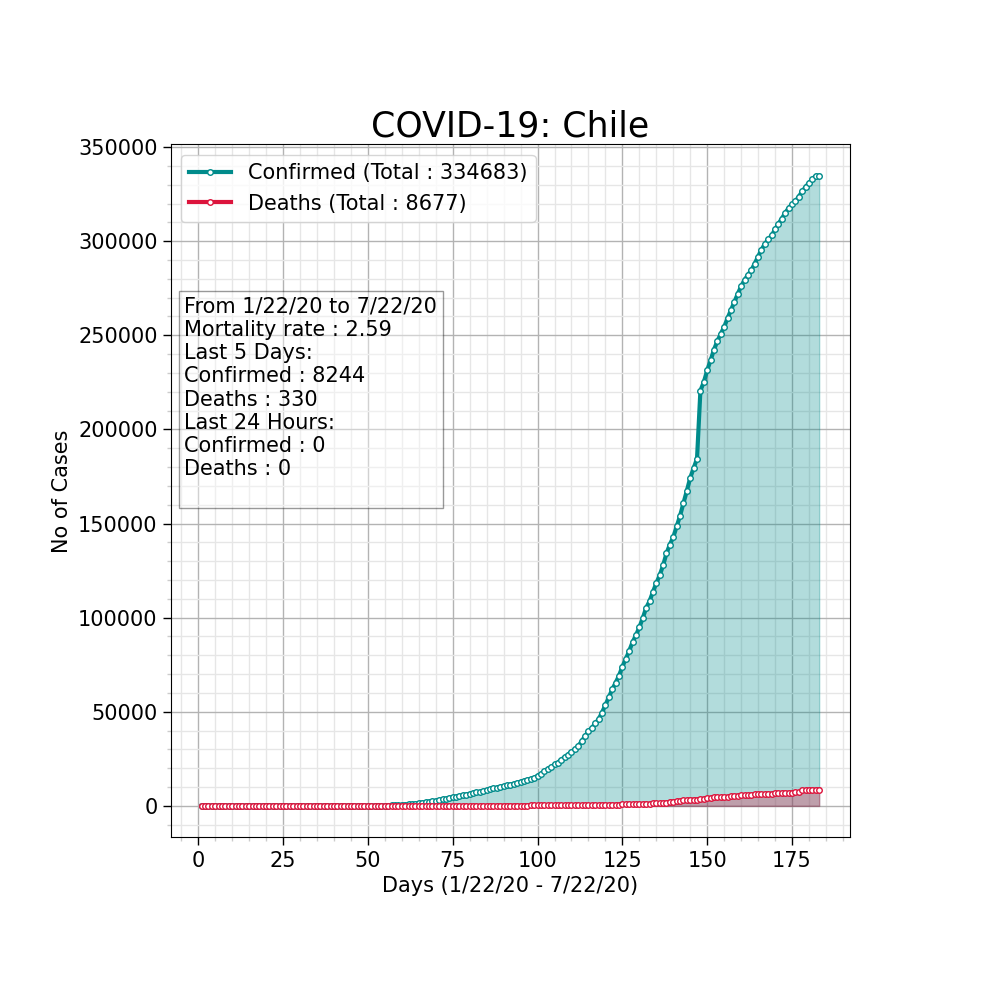 COVID-19: Chile
350000
300000
250000
200000
150000
100000
50000
0
No of Cases
Confirmed (Total : 334683)
Deaths (Total : 8677)
From 1/22/20 to 7/22/20
Mortality rate : 2.59
Last 5 Days:
Confirmed : 8244
Deaths : 330
Last 24 Hours:
Confirmed : 0
Deaths : 0
0 25 50 75 100 125 150 175
Days (1/22/20 - 7/22/20)